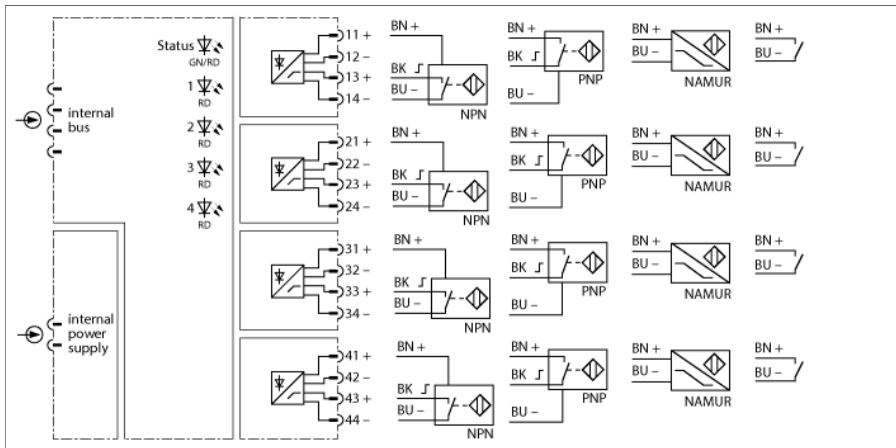 Status
GN/RD
1
RD
2
RD
3
RD
4
RD
internal
bus
internal
power
supply
11 +
12 –
13 +
14 –
BN +
BK
BU –
NPN
BN +
BK
BU –
PNP
BN +
BU –
NAMUR
BN +
BU –
21 +
22 –
23 +
24 –
BN +
BK
BU –
NPN
BN +
BK
BU –
PNP
BN +
BU –
NAMUR
BN +
BU –
31 +
32 –
33 +
34 –
BN +
BK
BU –
NPN
BN +
BK
BU –
PNP
BN +
BU –
NAMUR
BN +
BU –
41 +
42 –
43 +
44 –
BN +
BK
BU –
NPN
BN +
BK
BU –
PNP
BN +
BU –
NAMUR
BN +
BU –